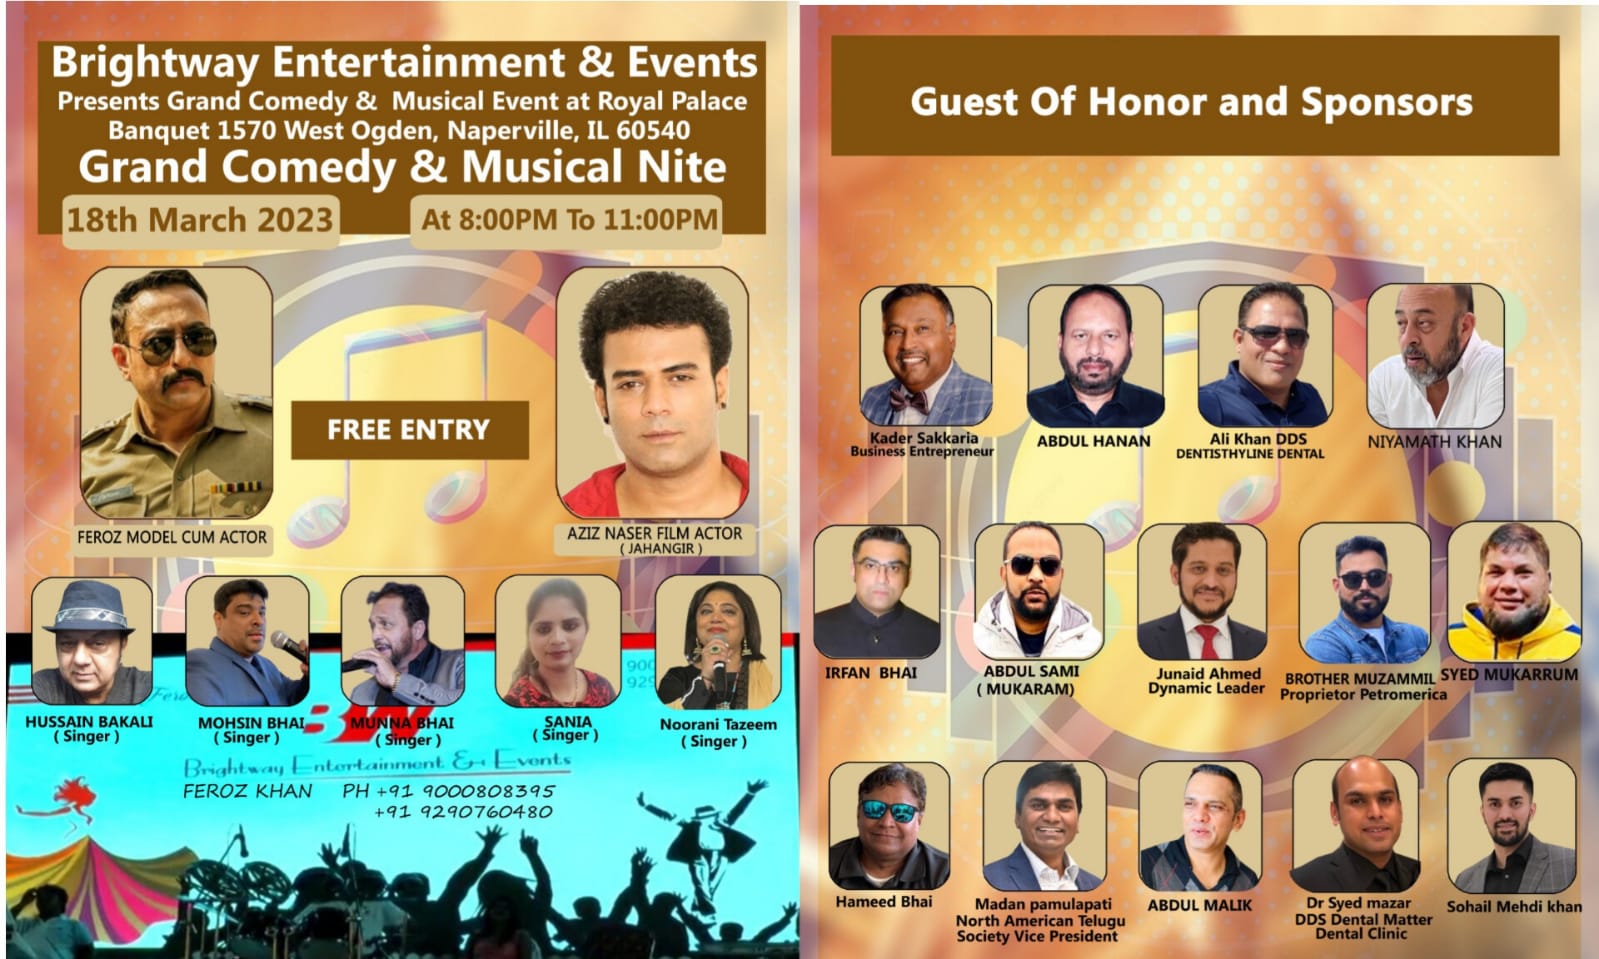 Brightway Entertainment & Events
Presents Grand Comedy & Musical Event at Royal Palace
Banquet 1570 West Ogden, Naperville, IL 60540
Grand Comedy & Musical Nite
18th March 2023
At 8:00PM To 11:00PM
FREE ENTRY
FEROZ MODEL CUM ACTOR
AZIZ NASER FILM ACTOR
( JAHANGIR )
HUSSAIN BAKALI
( Singer )
MOHSIN BHAI
( Singer )
MUNNA BHAI
( Singer )
SANIA
( Singer )
Noorani Tazeem
( Singer )
Fero
900
929
BW
Brightway Entertainment & Events
FEROZ KHAN PH +91 9000808395
+91 9290760480
Guest Of Honor and Sponsors
Kader Sakkaria
Business Entrepreneur
ABDUL HANAN
Ali Khan DDS
DENTISTHYLINE DENTAL
NIYAMATH KHAN
IRFAN BHAI
ABDUL SAMI
( MUKARAM)
Junaid Ahmed
Dynamic Leader
BROTHER MUZAMMIL
Proprietor Petromerica
SYED MUKARRUM
Hameed Bhai
Madan pamulapati
North American Telugu
Society Vice President
ABDUL MALIK
Dr Syed mazar
DDS Dental Matter
Dental Clinic
Sohail Mehdi khan